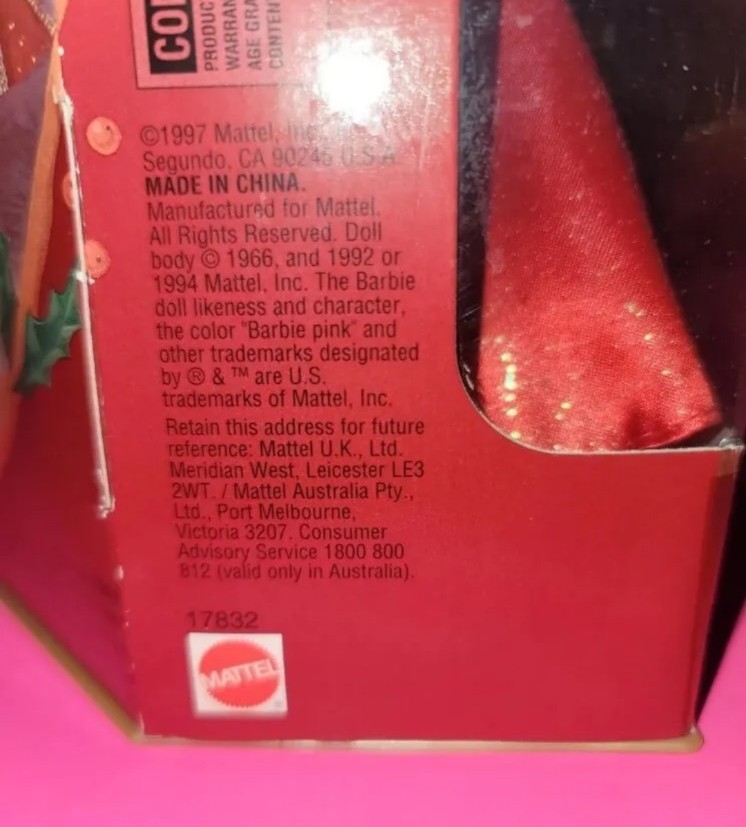 PRODUC
WARRAN
AGE GRA
CONTEN
©1997 Mattel, Inc.
Segundo, CA 90245 U.S.A.
MADE IN CHINA.
Manufactured for Mattel.
All Rights Reserved. Doll
body © 1966, and 1992 or
1994 Mattel, Inc. The Barbie
doll likeness and character,
the color "Barbie pink" and
other trademarks designated
by ® & ™ are U.S.
trademarks of Mattel, Inc.
Retain this address for future
reference: Mattel U.K., Ltd.
Meridian West, Leicester LE3
2WT. / Mattel Australia Pty.,
Ltd., Port Melbourne,
Victoria 3207. Consumer
Advisory Service 1800 800
812 (valid only in Australia).
17832
MATTEL